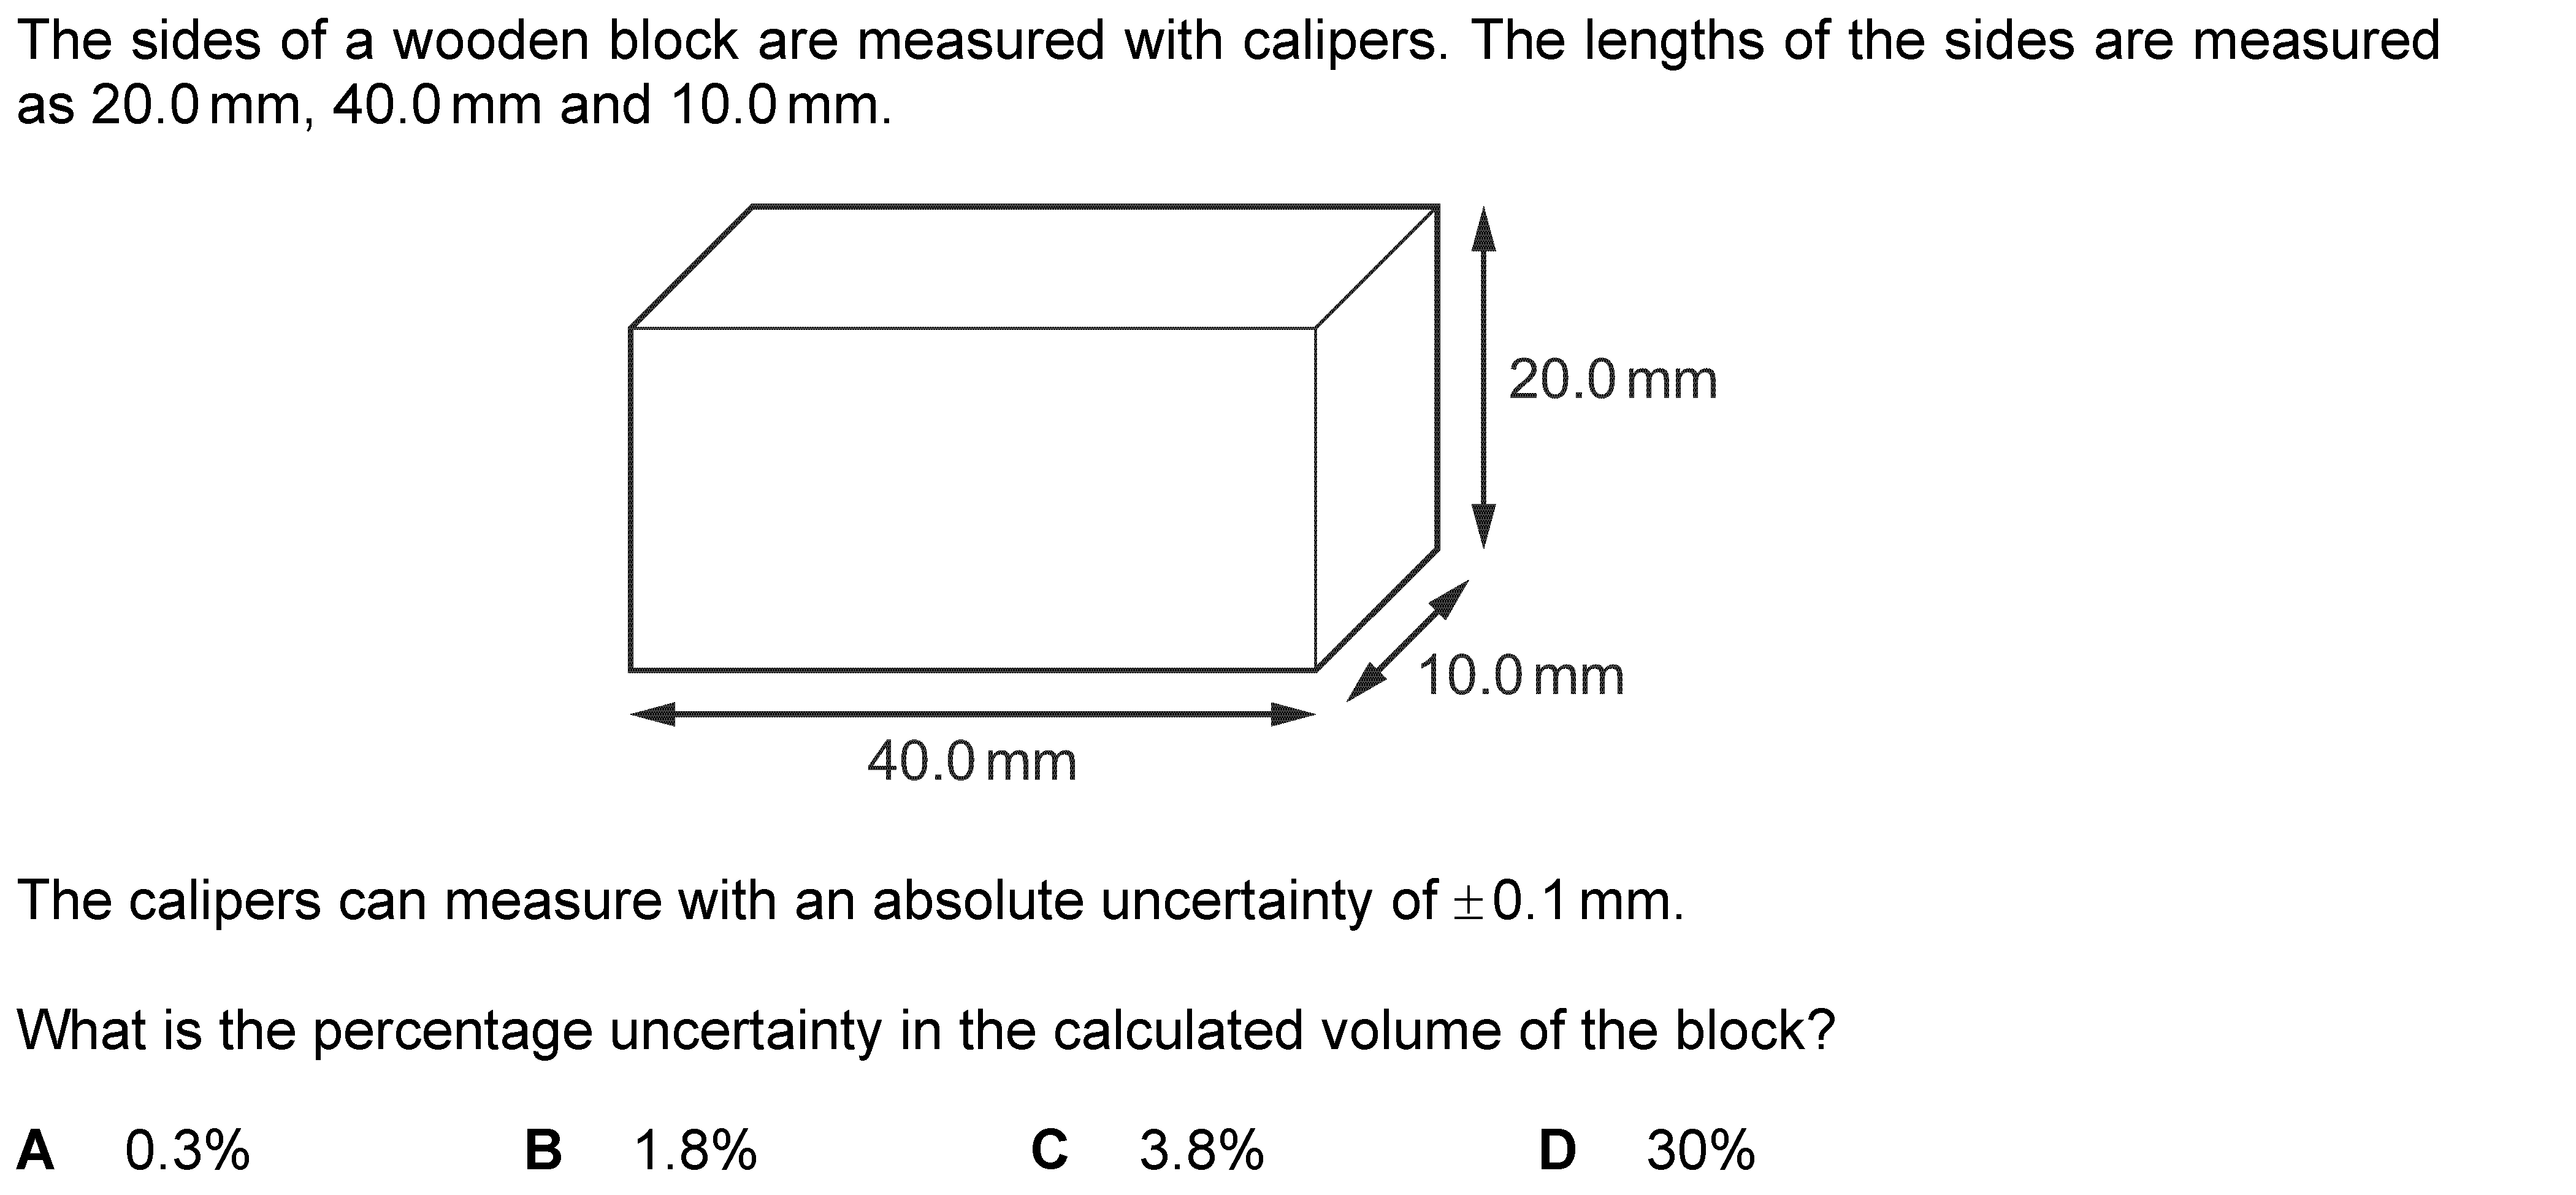 The sides of a wooden block are measured with calipers. The lengths of the sides are measured
as 20.0 mm, 40.0 mm and 10.0 mm.
20.0 mm
10.0 mm
40.0 mm
The calipers can measure with an absolute uncertainty of ±0.1 mm.
What is the percentage uncertainty in the calculated volume of the block?
A 0.3% B 1.8% C 3.8% D 30%